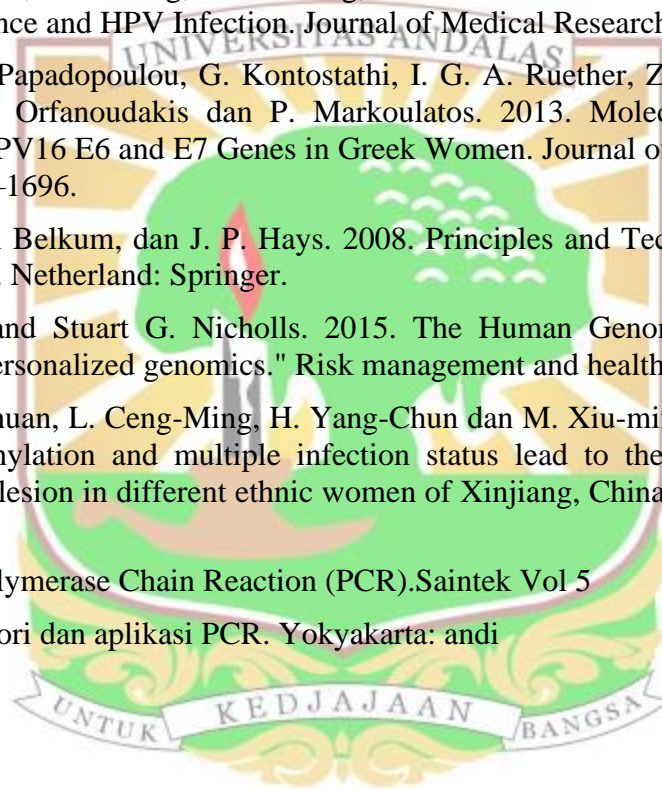 nce and HPV Infection. Journal of Medical Research
UNIVERSITAS ANDALAS
Papadopoulou, G. Kontostathi, I. G. A. Ruether, Z
Orfanoudakis dan P. Markoulatos. 2013. Molec
PV16 E6 and E7 Genes in Greek Women. Journal o
–1696.
Belkum, dan J. P. Hays. 2008. Principles and Tec
. Netherland: Springer.
and Stuart G. Nicholls. 2015. The Human Genor
ersonalized genomics." Risk management and health
huan, L. Ceng-Ming, H. Yang-Chun dan M. Xiu-mi
nylation and multiple infection status lead to the
lesion in different ethnic women of Xinjiang, China
lymerase Chain Reaction (PCR).Saintek Vol 5
ori dan aplikasi PCR. Yokyakarta: andi
UNTUK KEDJAJAAN BANGSA